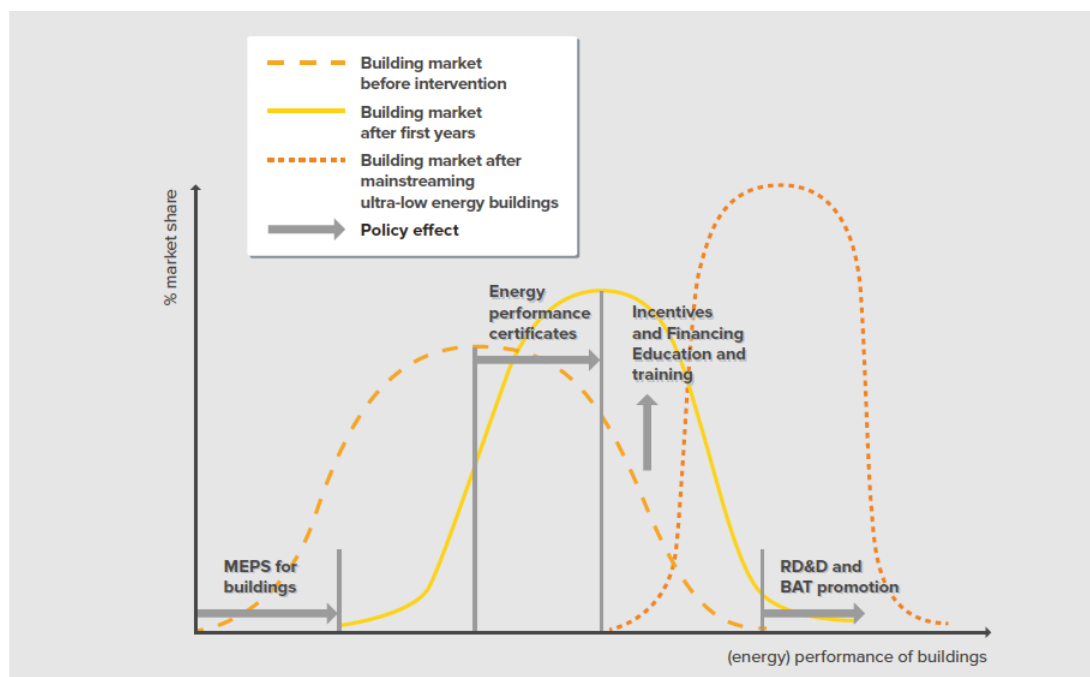 Building market
before intervention
Building market
after first years
Building market after
mainstreaming
ultra-low energy buildings
Policy effect
% market share
Energy
performance
certificates
Incentives
and Financing
Education and
training
MEPS for
buildings
RD&D and
BAT promotion
(energy) performance of buildings